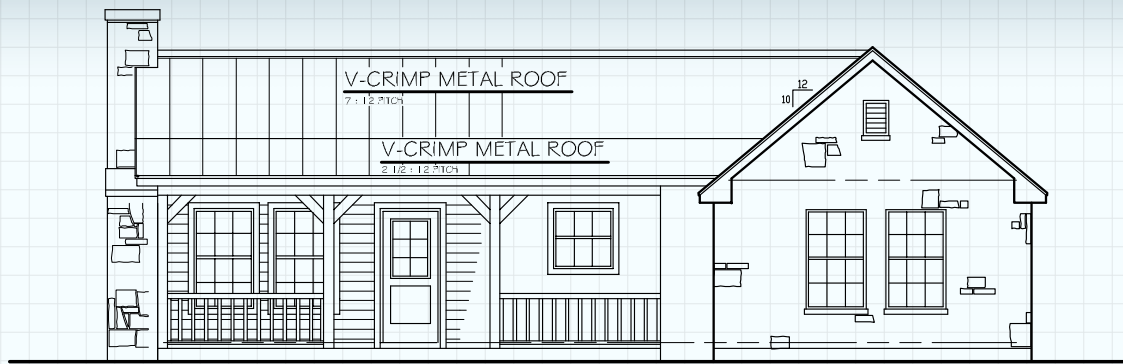 V-CRIMP METAL ROOF
7 : 12 PITCH
12
10
V-CRIMP METAL ROOF
2 1/2 : 12 PITCH